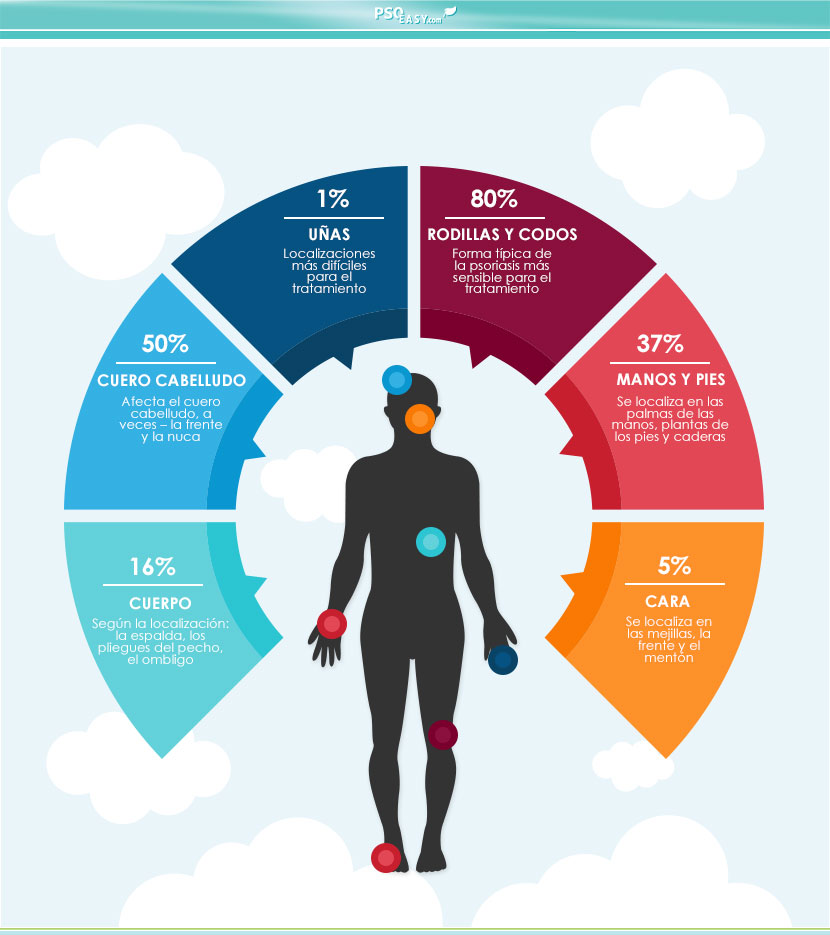 PSO
EASY.com
1%
UÑAS
Localizaciones
más difíciles
para el
tratamiento
80%
RODILLAS Y CODOS
Forma típica de
la psoriasis más
sensible para el
tratamiento
50%
CUERO CABELLUDO
Afecta el cuero
cabelludo, a
veces – la frente
y la nuca
37%
MANOS Y PIES
Se localiza en las
palmas de las
manos, plantas de
los pies y caderas
16%
CUERPO
Según la localización:
la espalda, los
pliegues del pecho,
el ombligo
5%
CARA
Se localiza en
las mejillas, la
frente y el
mentón